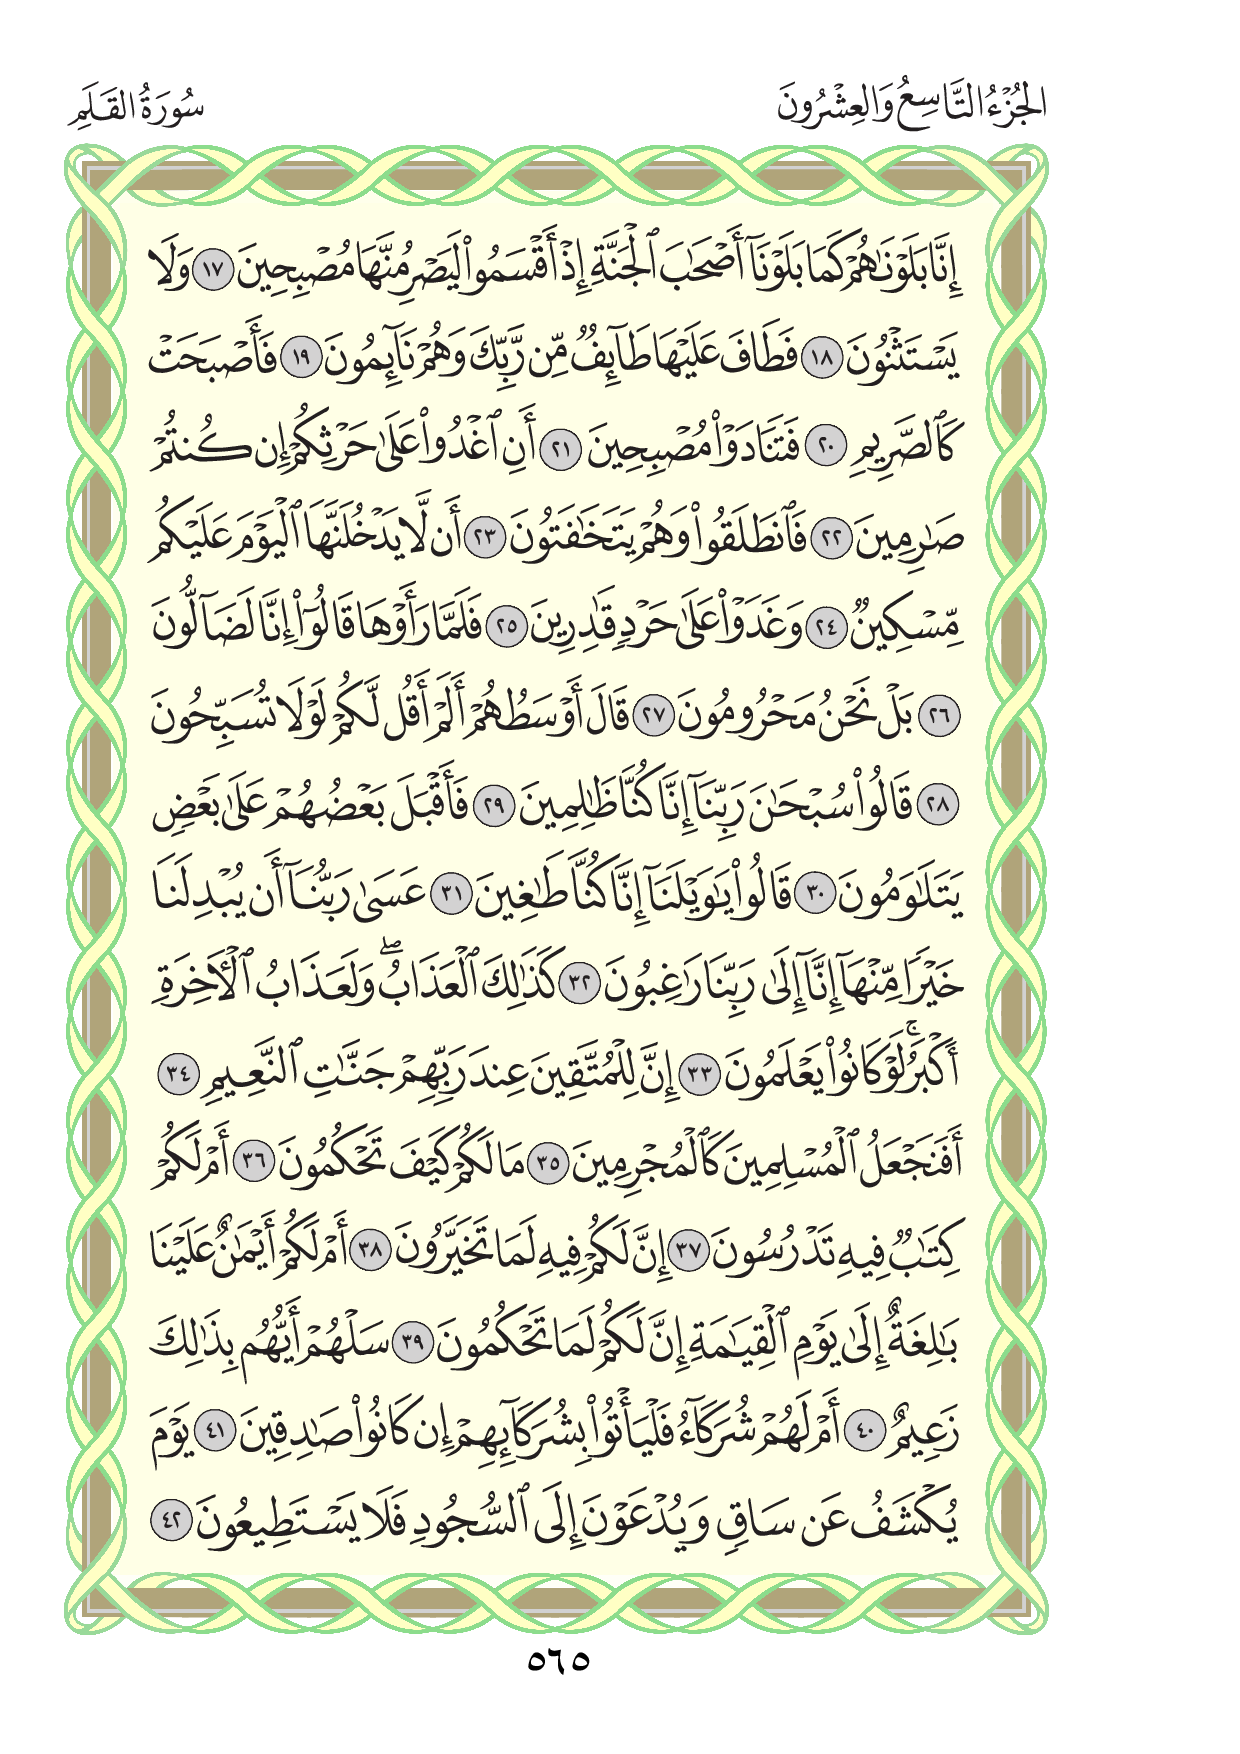 الجُزْءُ التَّاسِعُ وَالعِشْرُونَ
سُورَةُ القَلَمِ
إِنَّا بَلَوْنَٰهُمْ كَمَا بَلَوْنَآ أَصْحَٰبَ ٱلْجَنَّةِ إِذْ أَقْسَمُوا۟ لَيَصْرِمُنَّهَا مُصْبِحِينَ ١٧ وَلَا
يَسْتَثْنُونَ ١٨ فَطَافَ عَلَيْهَا طَآئِفٌ مِّن رَّبِّكَ وَهُمْ نَآئِمُونَ ١٩ فَأَصْبَحَتْ
كَٱلصَّرِيمِ ٢٠ فَتَنَادَوْا۟ مُصْبِحِينَ ٢١ أَنِ ٱغْدُوا۟ عَلَىٰ حَرْثِكُمْ إِن كُنتُمْ
صَٰرِمِينَ ٢٢ فَٱنطَلَقُوا۟ وَهُمْ يَتَخَٰفَتُونَ ٢٣ أَن لَّا يَدْخُلَنَّهَا ٱلْيَوْمَ عَلَيْكُم
مِّسْكِينٌ ٢٤ وَغَدَوْا۟ عَلَىٰ حَرْدٍ قَٰدِرِينَ ٢٥ فَلَمَّا رَأَوْهَا قَالُوٓا۟ إِنَّا لَضَآلُّونَ
٢٦ بَلْ نَحْنُ مَحْرُومُونَ ٢٧ قَالَ أَوْسَطُهُمْ أَلَمْ أَقُل لَّكُمْ لَوْلَا تُسَبِّحُونَ
٢٨ قَالُوا۟ سُبْحَٰنَ رَبِّنَآ إِنَّا كُنَّا ظَٰلِمِينَ ٢٩ فَأَقْبَلَ بَعْضُهُمْ عَلَىٰ بَعْضٍ
يَتَلَٰوَمُونَ ٣٠ قَالُوا۟ يَٰوَيْلَنَآ إِنَّا كُنَّا طَٰغِينَ ٣١ عَسَىٰ رَبُّنَآ أَن يُبْدِلَنَا
خَيْرًا مِّنْهَآ إِنَّآ إِلَىٰ رَبِّنَا رَٰغِبُونَ ٣٢ كَذَٰلِكَ ٱلْعَذَابُ ۖ وَلَعَذَابُ ٱلْـَٔاخِرَةِ
أَكْبَرُ ۚ لَوْ كَانُوا۟ يَعْلَمُونَ ٣٣ إِنَّ لِلْمُتَّقِينَ عِندَ رَبِّهِمْ جَنَّٰتِ ٱلنَّعِيمِ ٣٤
أَفَنَجْعَلُ ٱلْمُسْلِمِينَ كَٱلْمُجْرِمِينَ ٣٥ مَا لَكُمْ كَيْفَ تَحْكُمُونَ ٣٦ أَمْ لَكُمْ
كِتَٰبٌ فِيهِ تَدْرُسُونَ ٣٧ إِنَّ لَكُمْ فِيهِ لَمَا تَخَيَّرُونَ ٣٨ أَمْ لَكُمْ أَيْمَٰنٌ عَلَيْنَا
بَٰلِغَةٌ إِلَىٰ يَوْمِ ٱلْقِيَٰمَةِ إِنَّ لَكُمْ لَمَا تَحْكُمُونَ ٣٩ سَلْهُمْ أَيُّهُم بِذَٰلِكَ
زَعِيمٌ ٤٠ أَمْ لَهُمْ شُرَكَآءُ فَلْيَأْتُوا۟ بِشُرَكَآئِهِمْ إِن كَانُوا۟ صَٰدِقِينَ ٤١ يَوْمَ
يُكْشَفُ عَن سَاقٍ وَيُدْعَوْنَ إِلَى ٱلسُّجُودِ فَلَا يَسْتَطِيعُونَ ٤٢
٥٦٥